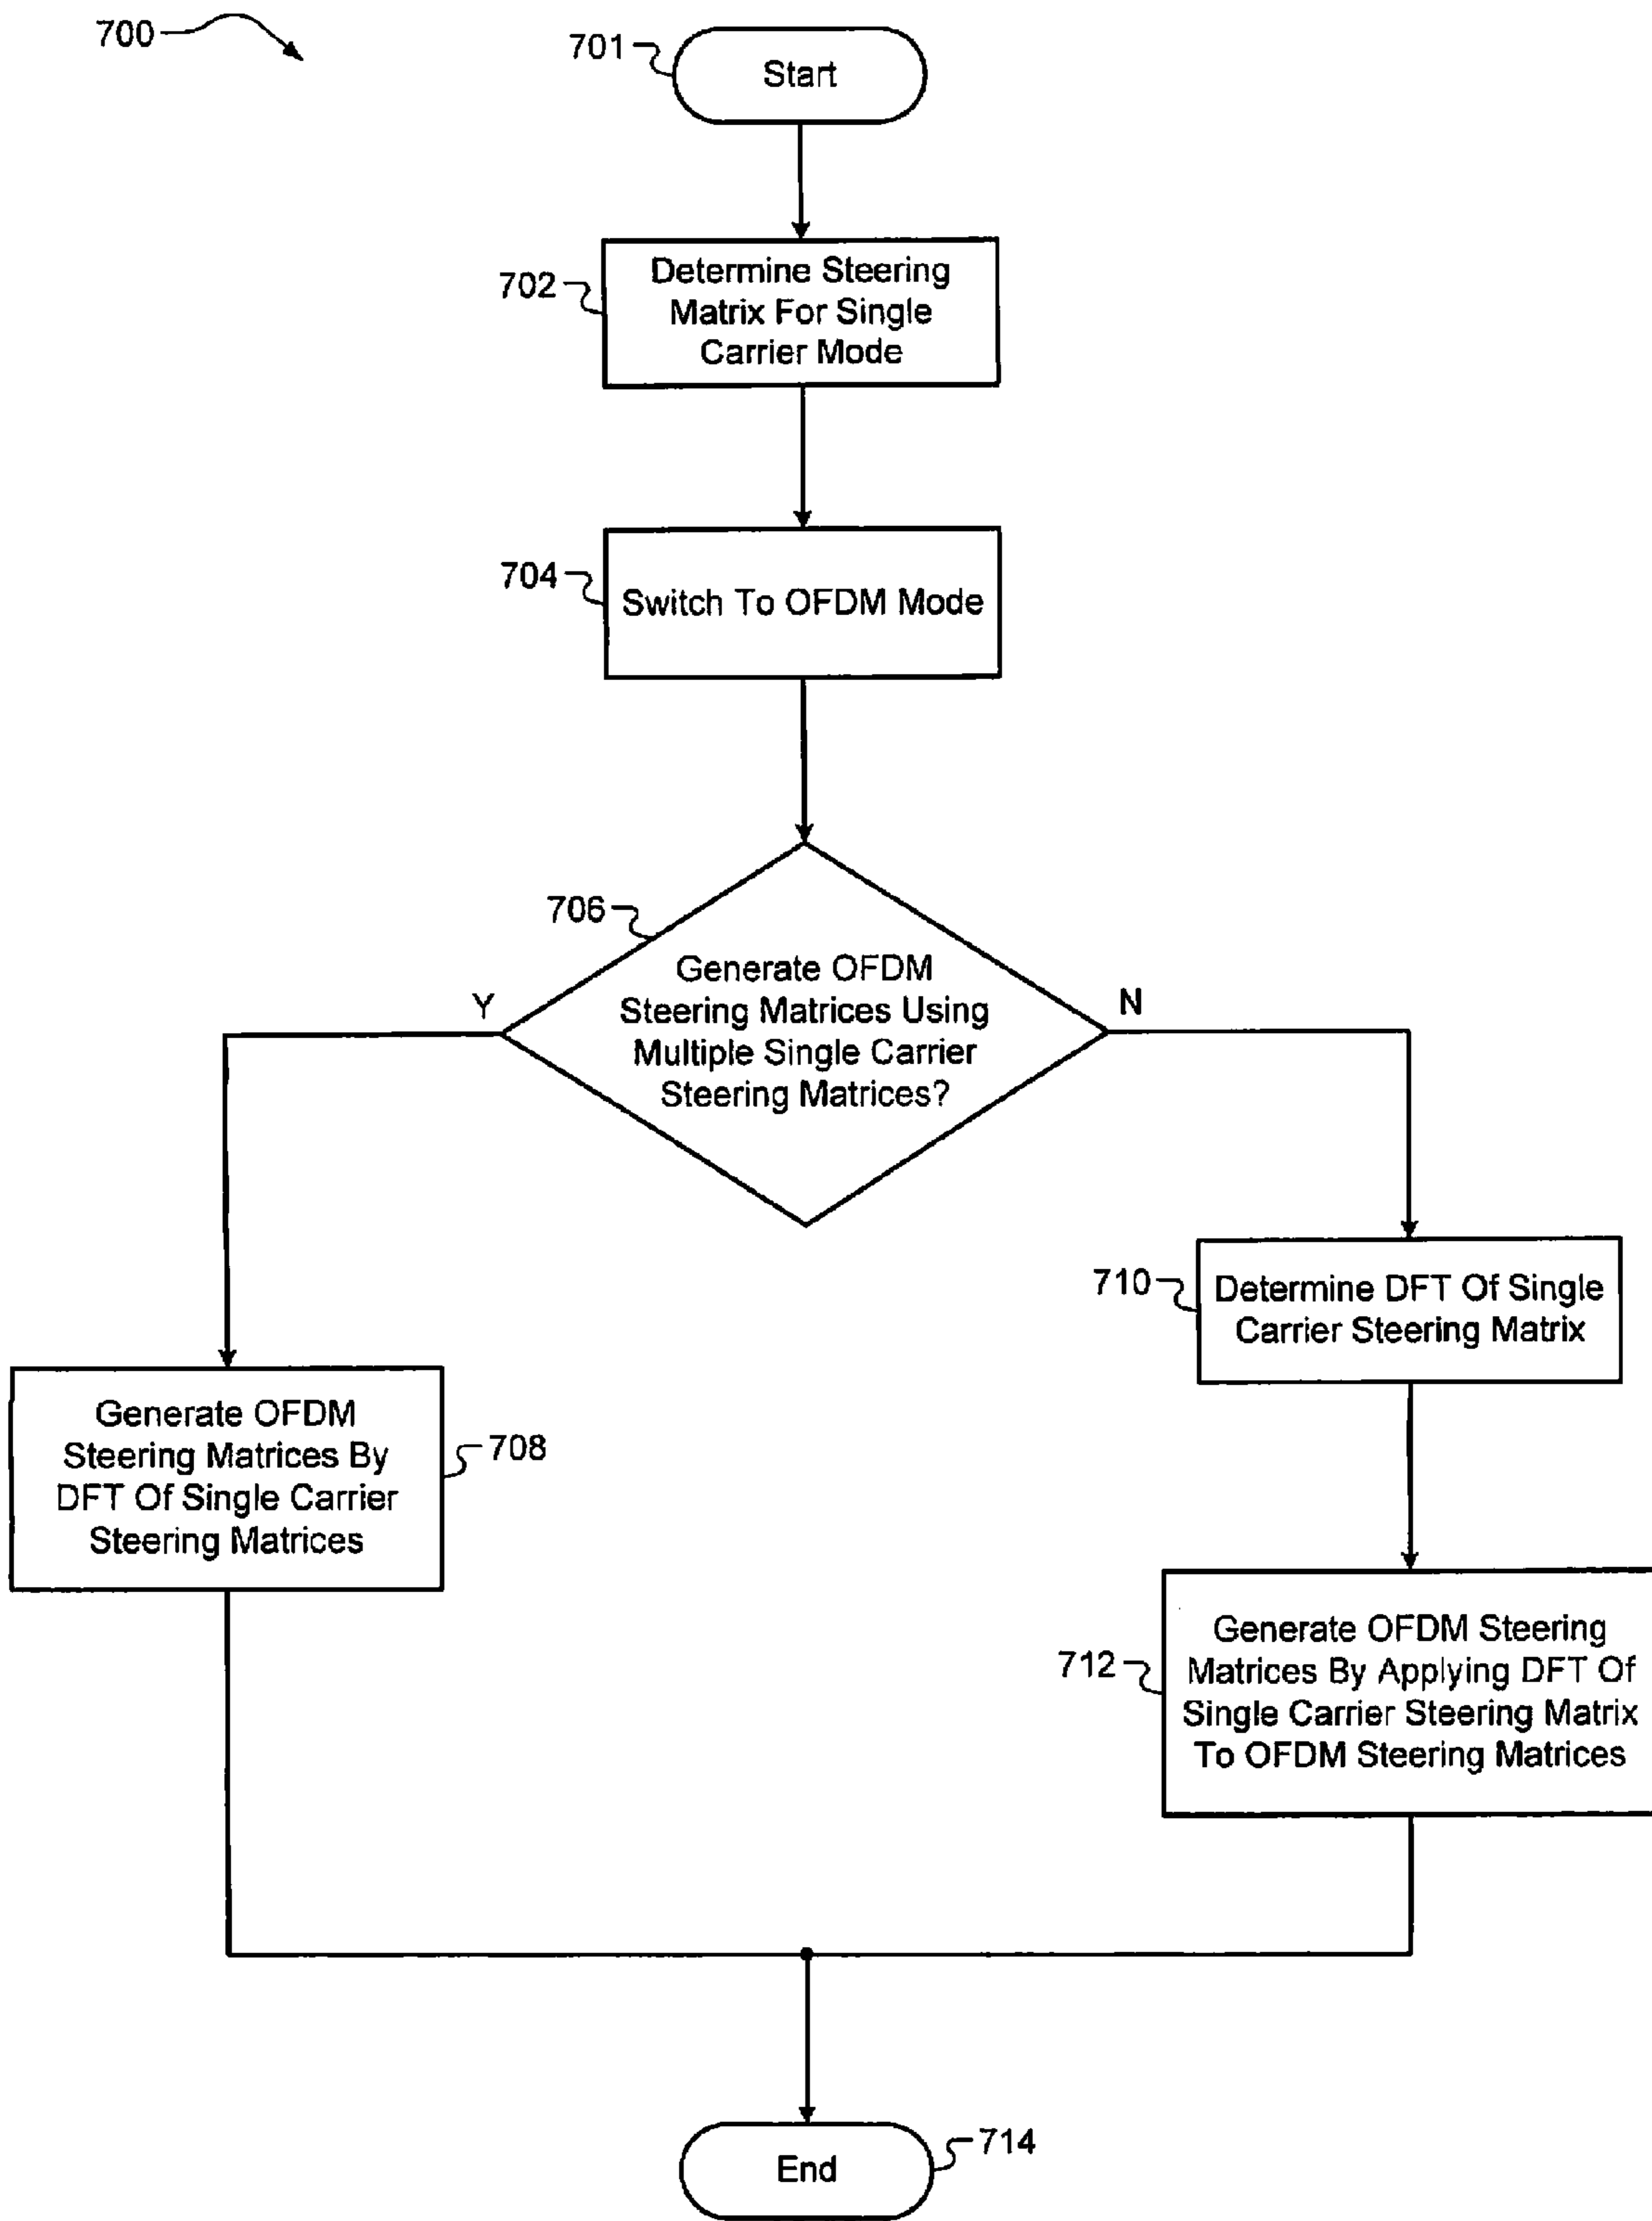 700
701
Start
702
Determine Steering
Matrix For Single
Carrier Mode
704
Switch To OFDM Mode
706
Generate OFDM
Steering Matrices Using
Multiple Single Carrier
Steering Matrices?
Y
N
710
Determine DFT Of Single
Carrier Steering Matrix
Generate OFDM
Steering Matrices By
DFT Of Single Carrier
Steering Matrices
708
712
Generate OFDM Steering
Matrices By Applying DFT Of
Single Carrier Steering Matrix
To OFDM Steering Matrices
End
714